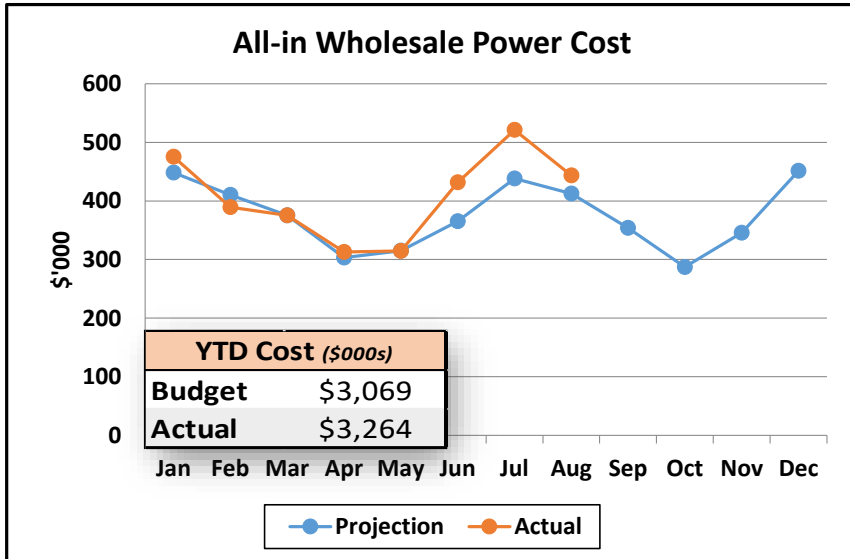 All-in Wholesale Power Cost
600
500
400
300
200
100
0
$'000
YTD Cost ($000s)
Budget $3,069
Actual $3,264
Jan Feb Mar Apr May Jun Jul Aug Sep Oct Nov Dec
Projection Actual